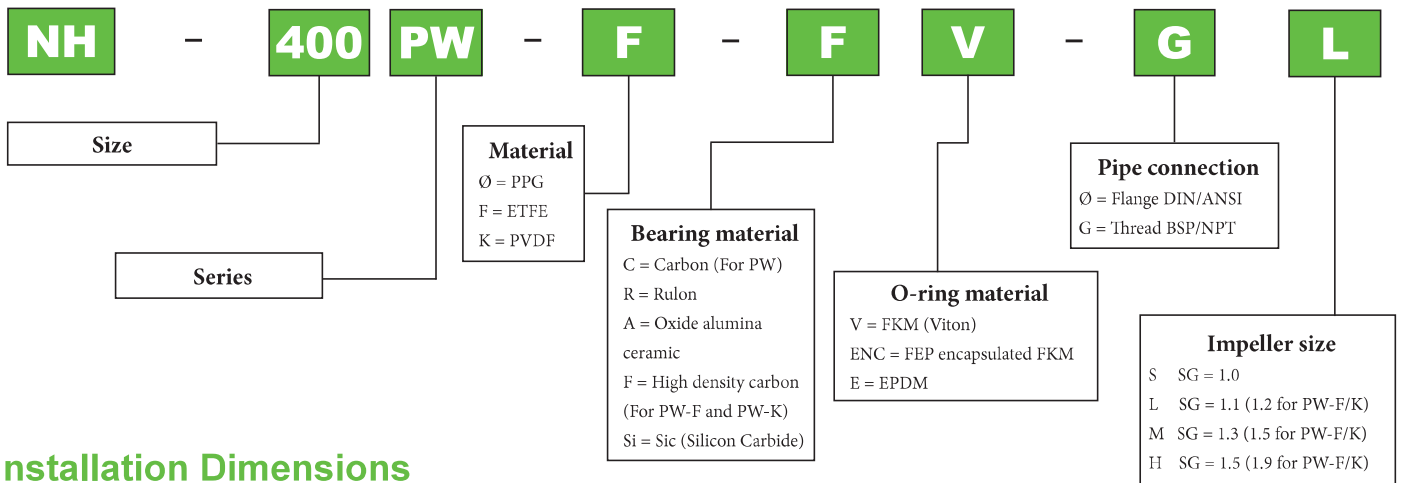 NH - 400 PW - F - F V - G L
Size
Series
Material
Ø = PPG
F = ETFE
K = PVDF
Bearing material
C = Carbon (For PW)
R = Rulon
A = Oxide alumina
ceramic
F = High density carbon
(For PW-F and PW-K)
Si = Sic (Silicon Carbide)
O-ring material
V = FKM (Viton)
ENC = FEP encapsulated FKM
E = EPDM
Pipe connection
Ø = Flange DIN/ANSI
G = Thread BSP/NPT
Impeller size
S SG = 1.0
L SG = 1.1 (1.2 for PW-F/K)
M SG = 1.3 (1.5 for PW-F/K)
H SG = 1.5 (1.9 for PW-F/K)
nstallation Dimensions